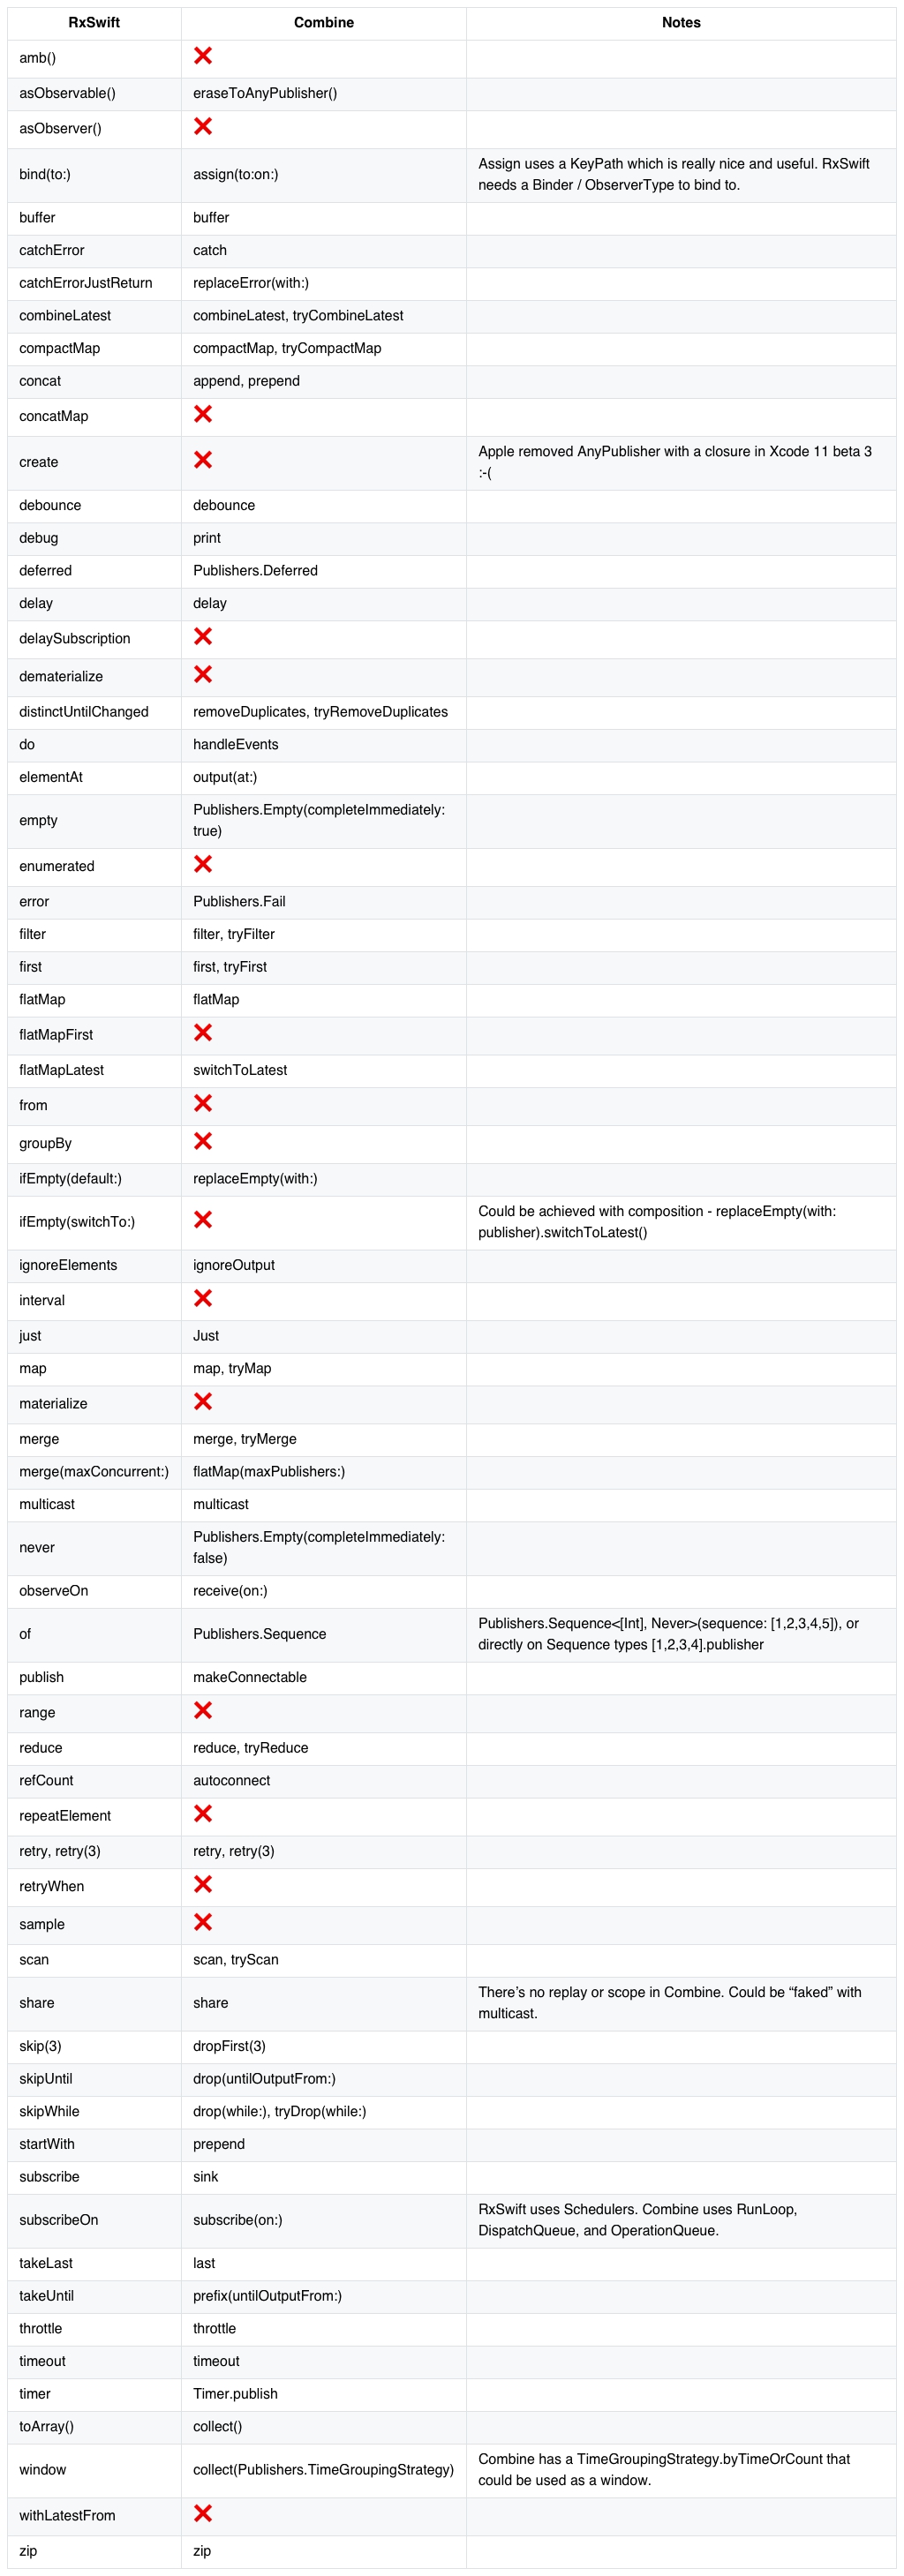 RxSwift Combine Notes
amb() ❌
asObservable() eraseToAnyPublisher()
asObserver() ❌
bind(to:) assign(to:on:) Assign uses a KeyPath which is really nice and useful. RxSwift
needs a Binder / ObserverType to bind to.
buffer buffer
catchError catch
catchErrorJustReturn replaceError(with:)
combineLatest combineLatest, tryCombineLatest
compactMap compactMap, tryCompactMap
concat append, prepend
concatMap ❌
create ❌ Apple removed AnyPublisher with a closure in Xcode 11 beta 3
:-(
debounce debounce
debug print
deferred Publishers.Deferred
delay delay
delaySubscription ❌
dematerialize ❌
distinctUntilChanged removeDuplicates, tryRemoveDuplicates
do handleEvents
elementAt output(at:)
empty Publishers.Empty(completeImmediately:
true)
enumerated ❌
error Publishers.Fail
filter filter, tryFilter
first first, tryFirst
flatMap flatMap
flatMapFirst ❌
flatMapLatest switchToLatest
from ❌
groupBy ❌
ifEmpty(default:) replaceEmpty(with:)
ifEmpty(switchTo:) ❌ Could be achieved with composition - replaceEmpty(with:
publisher).switchToLatest()
ignoreElements ignoreOutput
interval ❌
just Just
map map, tryMap
materialize ❌
merge merge, tryMerge
merge(maxConcurrent:) flatMap(maxPublishers:)
multicast multicast
never Publishers.Empty(completeImmediately:
false)
observeOn receive(on:)
of Publishers.Sequence Publishers.Sequence<[Int], Never>(sequence: [1,2,3,4,5]), or
directly on Sequence types [1,2,3,4].publisher
publish makeConnectable
range ❌
reduce reduce, tryReduce
refCount autoconnect
repeatElement ❌
retry, retry(3) retry, retry(3)
retryWhen ❌
sample ❌
scan scan, tryScan
share share There’s no replay or scope in Combine. Could be “faked” with
multicast.
skip(3) dropFirst(3)
skipUntil drop(untilOutputFrom:)
skipWhile drop(while:), tryDrop(while:)
startWith prepend
subscribe sink
subscribeOn subscribe(on:) RxSwift uses Schedulers. Combine uses RunLoop,
DispatchQueue, and OperationQueue.
takeLast last
takeUntil prefix(untilOutputFrom:)
throttle throttle
timeout timeout
timer Timer.publish
toArray() collect()
window collect(Publishers.TimeGroupingStrategy) Combine has a TimeGroupingStrategy.byTimeOrCount that
could be used as a window.
withLatestFrom ❌
zip zip